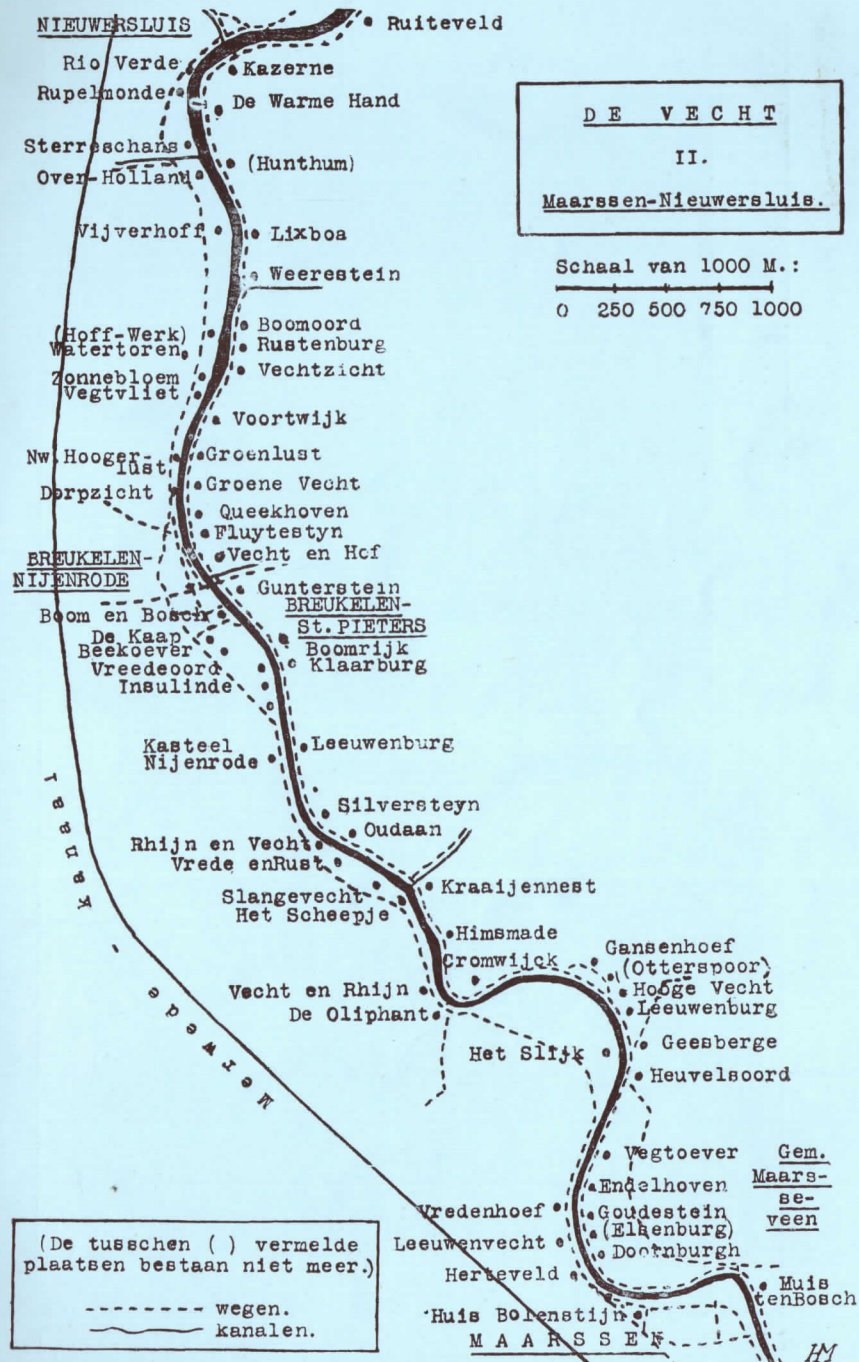 NIEUWERSLUIS
Ruiteveld
Rio Verde
Kazerne
Rupelmonde
De Warme Hand
Sterreschans
(Hunthum)
Over-Holland
Vijverhoff
Lixboa
Weerestein
DE VECHT
II.
Maarssen-Nieuwersluis.
Schaal van 1000 M.:
0 250 500 750 1000
(Hoff-Werk)
Boomoord
Watertoren
Rustenburg
Zonnebloem
Vechtzicht
Vegtvliet
Voortwijk
Nw.Hooger-
lust
Groenlust
Dorpzicht
Groene Vecht
Queekhoven
Fluytestyn
Vecht en Hof
BREUKELEN-
NIJENRODE
Gunterstein
BREUKELEN-
St.PIETERS
Boom en Bosch
De Kaap
Boomrijk
Beekoever
Klaarburg
Vreedeoord
Insulinde
Kasteel
Nijenrode
Leeuwenburg
Silversteyn
Oudaan
Rhijn en Vecht
Vrede enRust
Slangevecht
Kraaijennest
Het Scheepje
Himsmade
Cromwijck
Gansenhoef
(Otterspoor)
Vecht en Rhijn
Hooge Vecht
De Oliphant
Leeuwenburg
Het Slijk
Geesberge
Heuvelsoord
Merwede - Kanaal
Vegtoever
Gem.
Maars-
se-
veen
Endelhoven
Vredenhoef
Goudestein
(Elsenburg)
Leeuwenvecht
Doornburgh
Herteveld
Muis
tenBosch
Huis Bolenstijn
MAARSSEN
(De tusschen ( ) vermelde
plaatsen bestaan niet meer.)
wegen.
kanalen.
HM